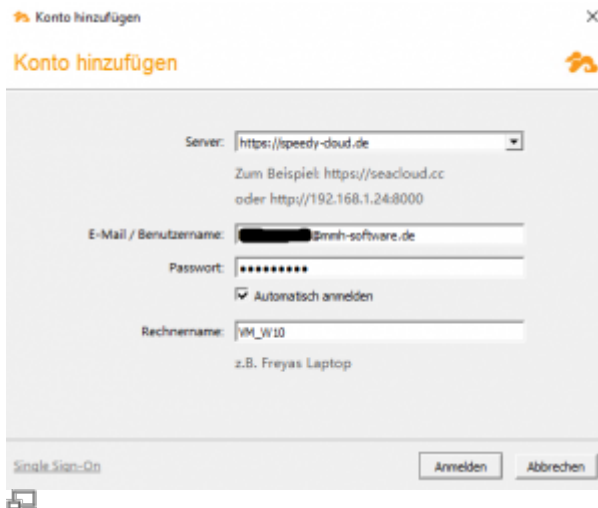 Konto hinzufügen
Konto hinzufügen
Server: https://speedy-cloud.de
Zum Beispiel: https://seacloud.cc
oder http://192.168.1.24:8000
E-Mail / Benutzername: @mmh-software.de
Passwort: •••••••••
Automatisch anmelden
Rechnername: VM_W10
z.B. Freyas Laptop
Single Sign-On Anmelden Abbrechen